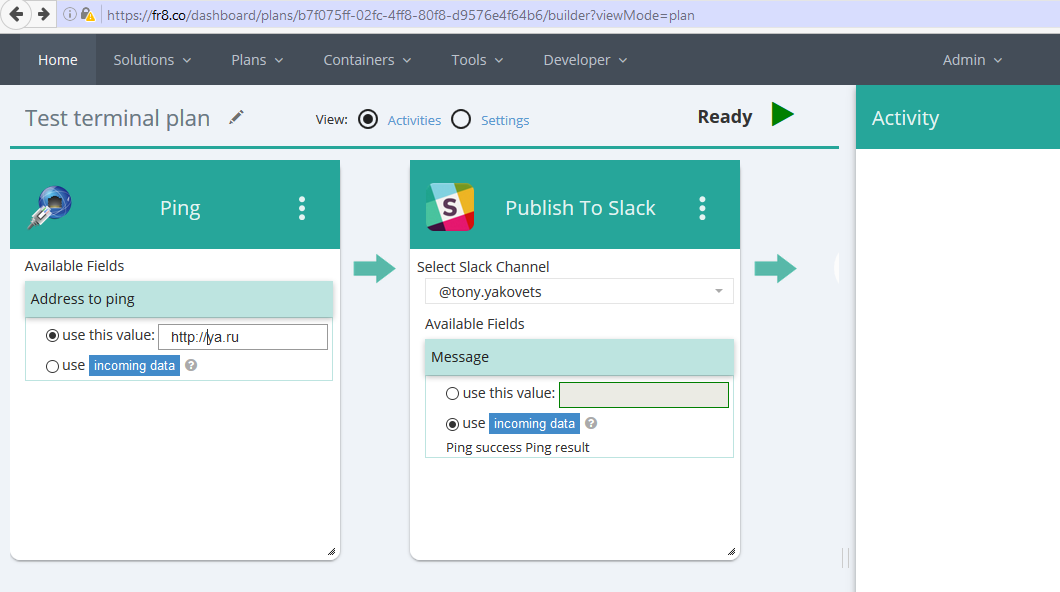 https://fr8.co/dashboard/plans/b7f075ff-02fc-4ff8-80f8-d9576e4f64b6/builder?viewMode=plan
Home Solutions Plans Containers Tools Developer Admin
Test terminal plan View: Activities Settings Ready
Activity
Ping
Available Fields
Address to ping
use this value: http://ya.ru
use incoming data ?
S Publish To Slack
Select Slack Channel
@tony.yakovets
Available Fields
Message
use this value:
use incoming data ?
Ping success Ping result